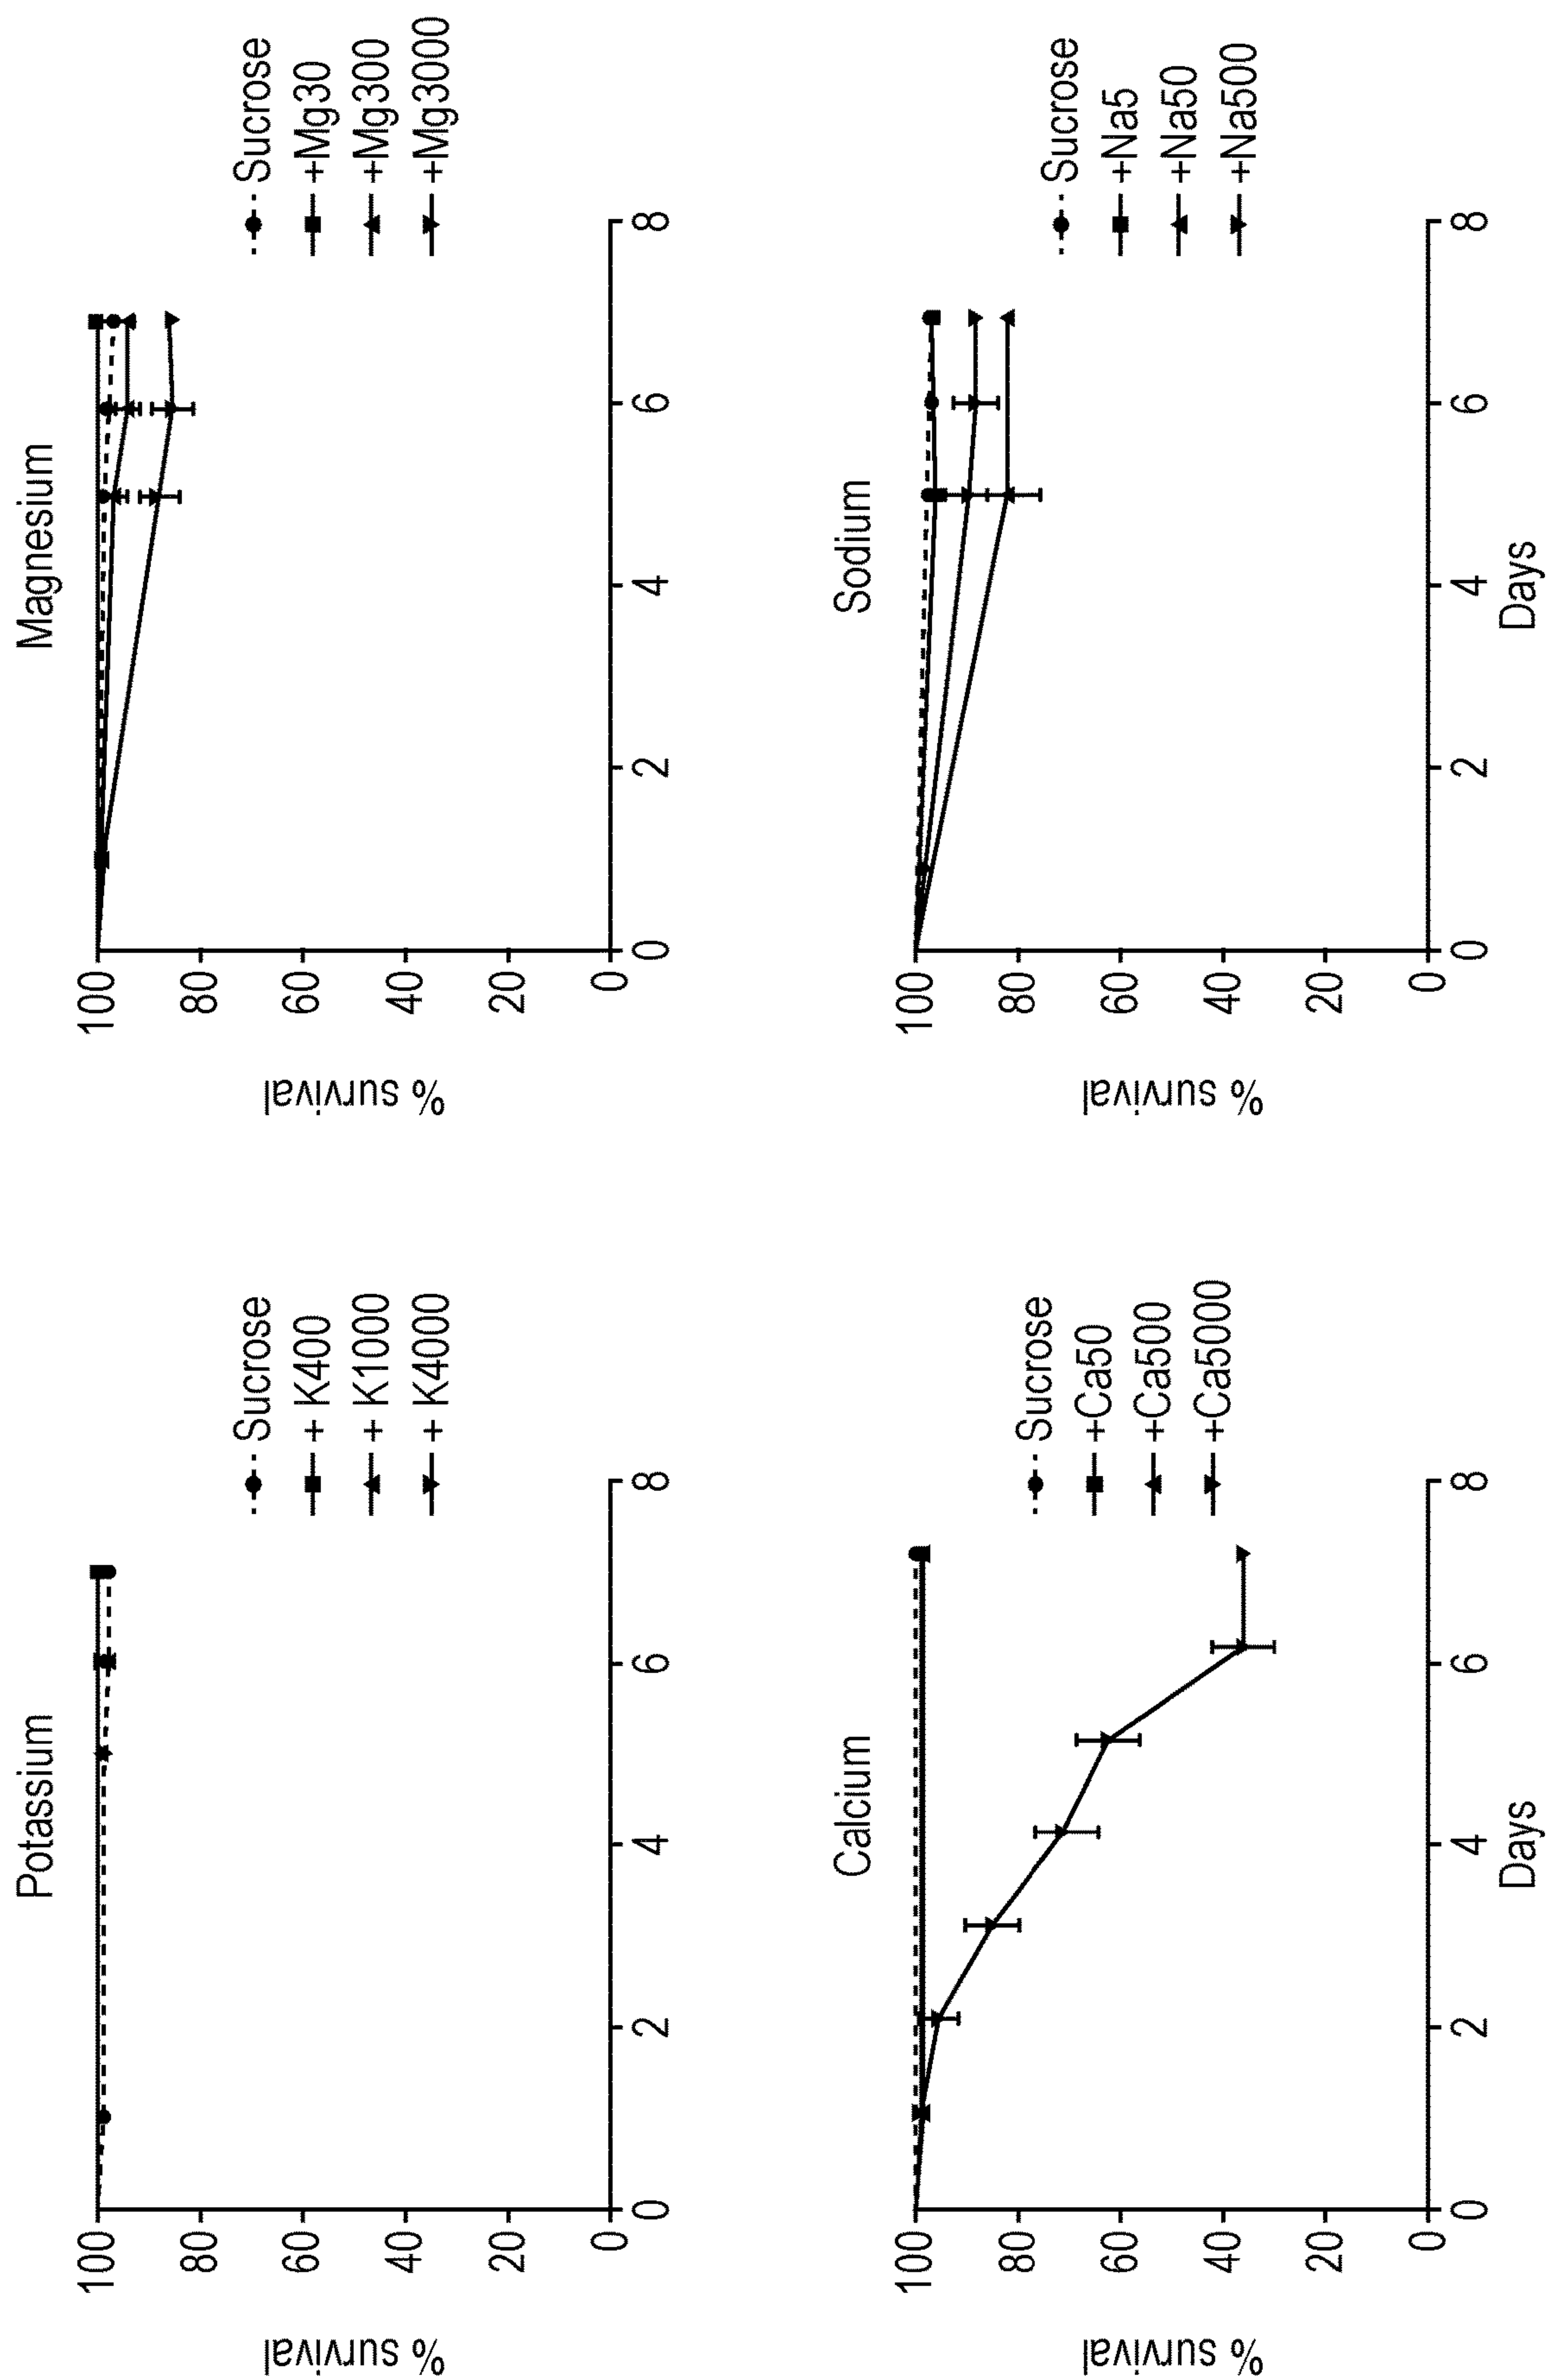 Potassium
% survival
100
80
60
40
20
0
0 2 4 6 8
Sucrose
+ K400
+ K1000
+ K4000
Magnesium
% survival
100
80
60
40
20
0
0 2 4 6 8
Sucrose
+Mg30
+Mg300
+Mg3000
Calcium
% survival
100
80
60
40
20
0
0 2 4 6 8
Days
Sucrose
+Ca50
+Ca500
+Ca5000
Sodium
% survival
100
80
60
40
20
0
0 2 4 6 8
Days
Sucrose
+Na5
+Na50
+Na500